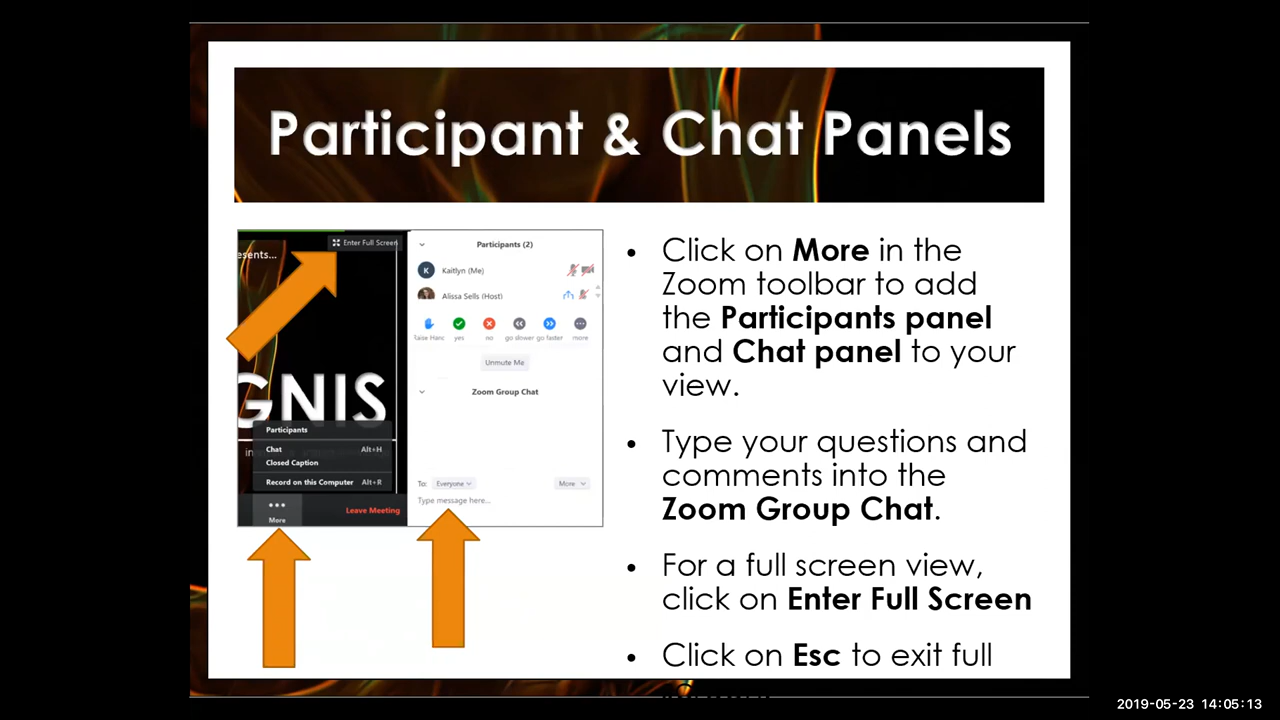 Participant & Chat Panels
Enter Full Screen
esents...
GNIS
Participants
Chat Alt+H
Closed Caption
Record on this Computer Alt+R
More
Leave Meeting
Participants (2)
K Kaitlyn (Me)
Alissa Sells (Host)
yes no go slower go faster more
Unmute Me
Zoom Group Chat
To: Everyone More
Type message here...
• Click on More in the
Zoom toolbar to add
the Participants panel
and Chat panel to your
view.
• Type your questions and
comments into the
Zoom Group Chat.
• For a full screen view,
click on Enter Full Screen
• Click on Esc to exit full
2019-05-23 14:05:13